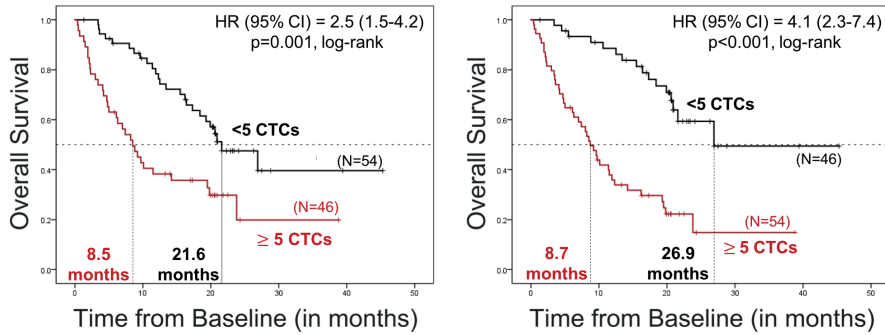 HR (95% CI) = 2.5 (1.5-4.2)
p=0.001, log-rank
Overall Survival
1.0
0.8
0.6
0.4
0.2
0.0
<5 CTCs
(N=54)
(N=46)
≥ 5 CTCs
8.5
months
21.6
months
0 10 20 30 40 50
Time from Baseline (in months)
HR (95% CI) = 4.1 (2.3-7.4)
p<0.001, log-rank
Overall Survival
1.0
0.8
0.6
0.4
0.2
0.0
<5 CTCs
(N=46)
(N=54)
≥ 5 CTCs
8.7
months
26.9
months
0 10 20 30 40 50
Time from Baseline (in months)